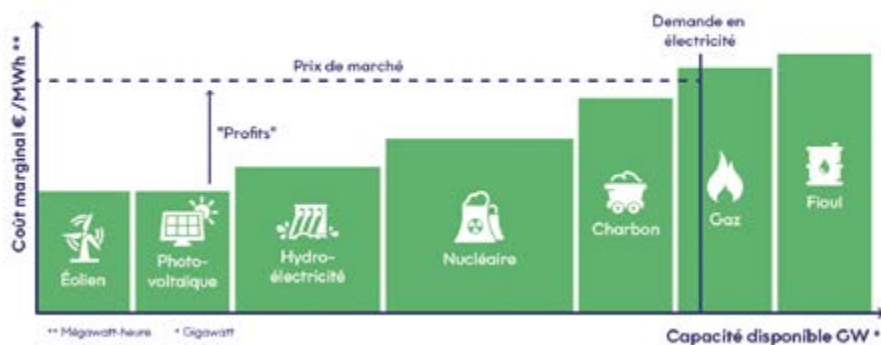 Coût marginal € /MWh **
Demande en
électricité
Prix de marché
"Profits"
Éolien
Photo-
voltaïque
Hydro-
électricité
Nucléaire
Charbon
Gaz
Fioul
** Mégawatt-heure
* Gigawatt
Capacité disponible GW *